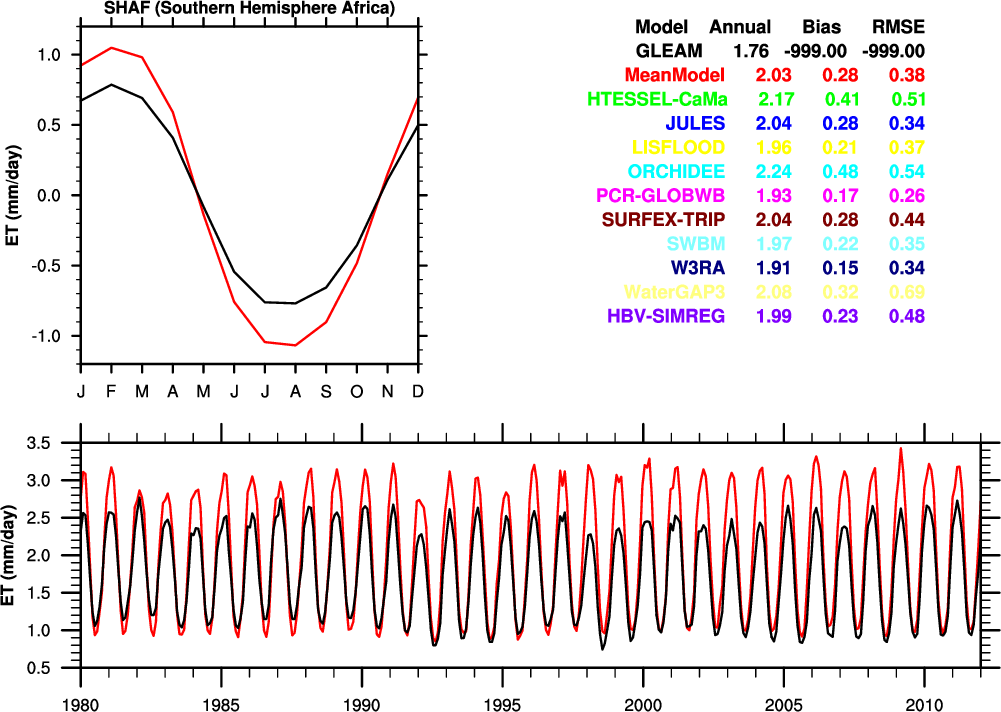 SHAF (Southern Hemisphere Africa)
ET (mm/day)
1.0
0.5
0.0
-0.5
-1.0
J F M A M J J A S O N D
Model Annual Bias RMSE
GLEAM 1.76 -999.00 -999.00
MeanModel 2.03 0.28 0.38
HTESSEL-CaMa 2.17 0.41 0.51
JULES 2.04 0.28 0.34
LISFLOOD 1.96 0.21 0.37
ORCHIDEE 2.24 0.48 0.54
PCR-GLOBWB 1.93 0.17 0.26
SURFEX-TRIP 2.04 0.28 0.44
SWBM 1.97 0.22 0.35
W3RA 1.91 0.15 0.34
WaterGAP3 2.08 0.32 0.69
HBV-SIMREG 1.99 0.23 0.48
ET (mm/day)
3.5
3.0
2.5
2.0
1.5
1.0
0.5
1980 1985 1990 1995 2000 2005 2010